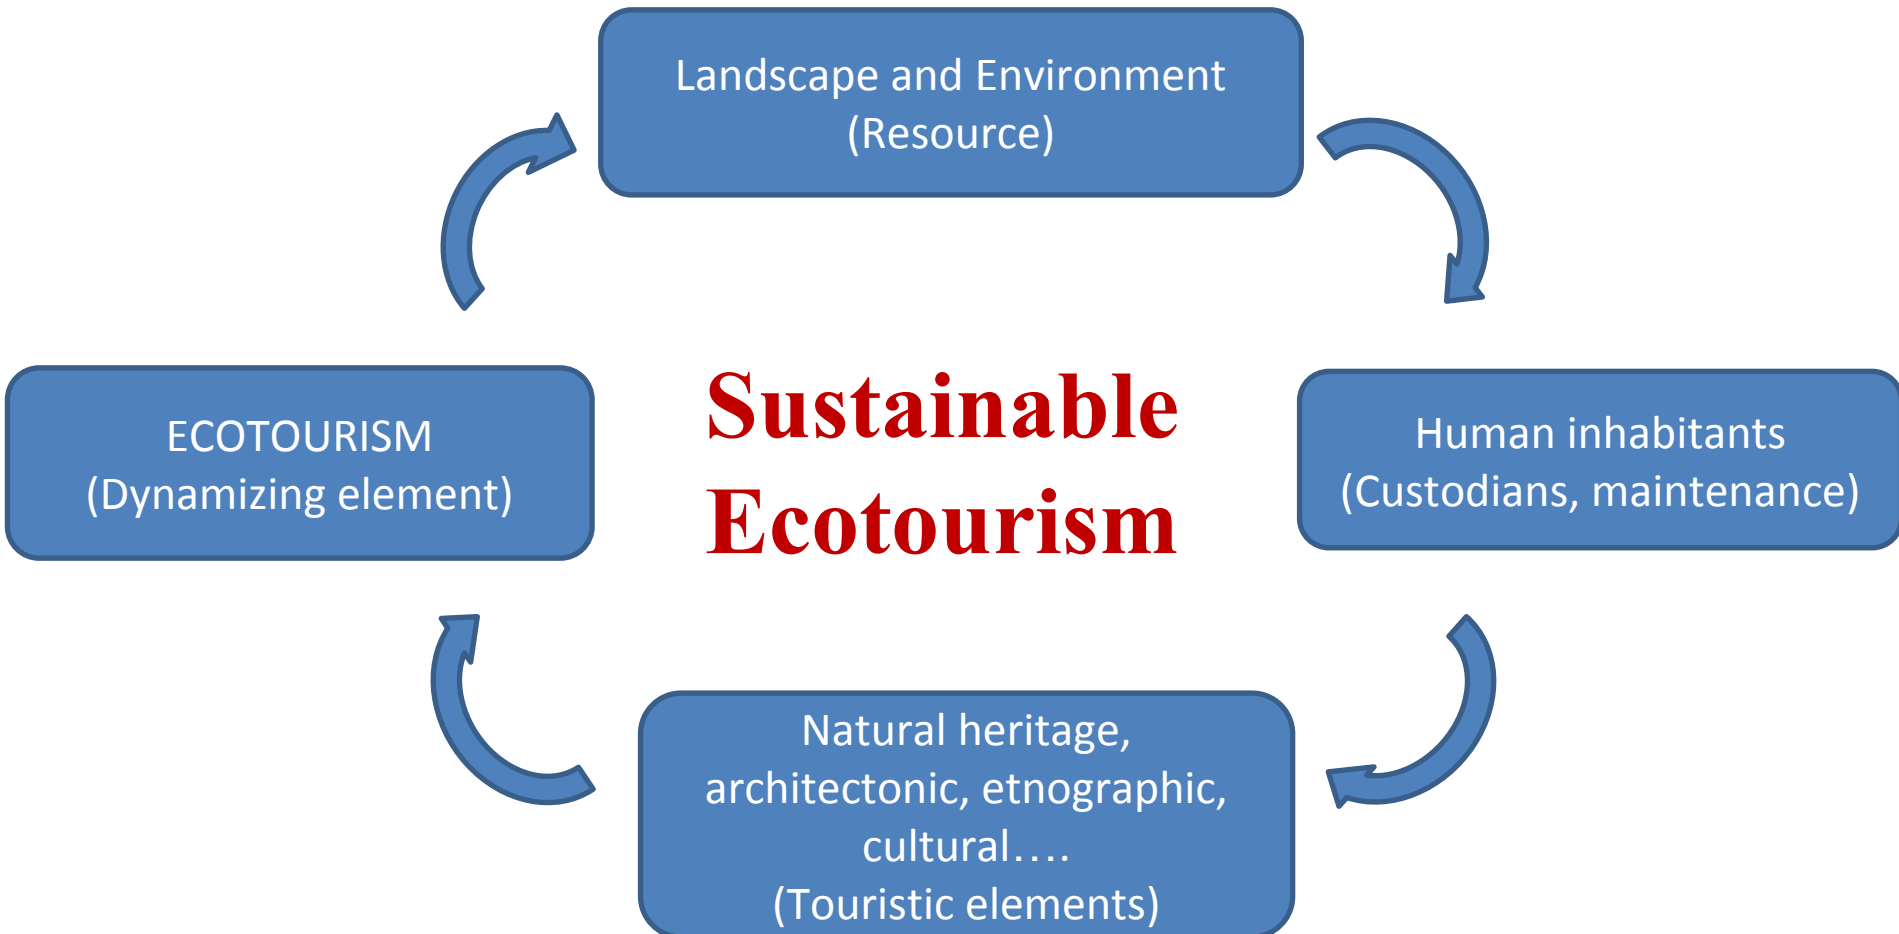 Landscape and Environment
(Resource)
Sustainable
Ecotourism
ECOTOURISM
(Dynamizing element)
Human inhabitants
(Custodians, maintenance)
Natural heritage,
architectonic, etnographic,
cultural….
(Touristic elements)